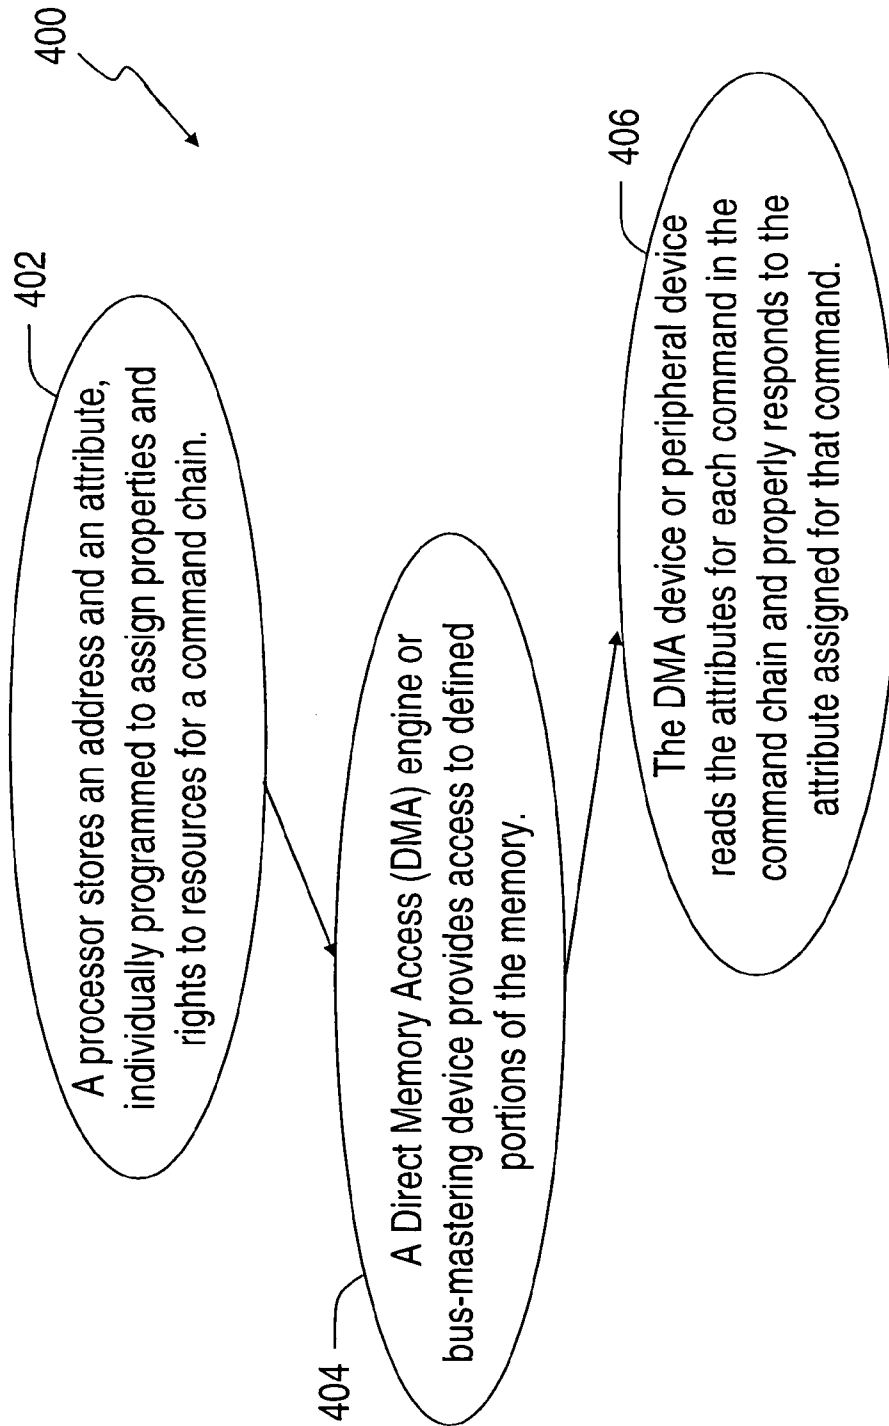 400
402
A processor stores an address and an attribute,
individually programmed to assign properties and
rights to resources for a command chain.
404
A Direct Memory Access (DMA) engine or
bus-mastering device provides access to defined
portions of the memory.
406
The DMA device or peripheral device
reads the attributes for each command in the
command chain and properly responds to the
attribute assigned for that command.